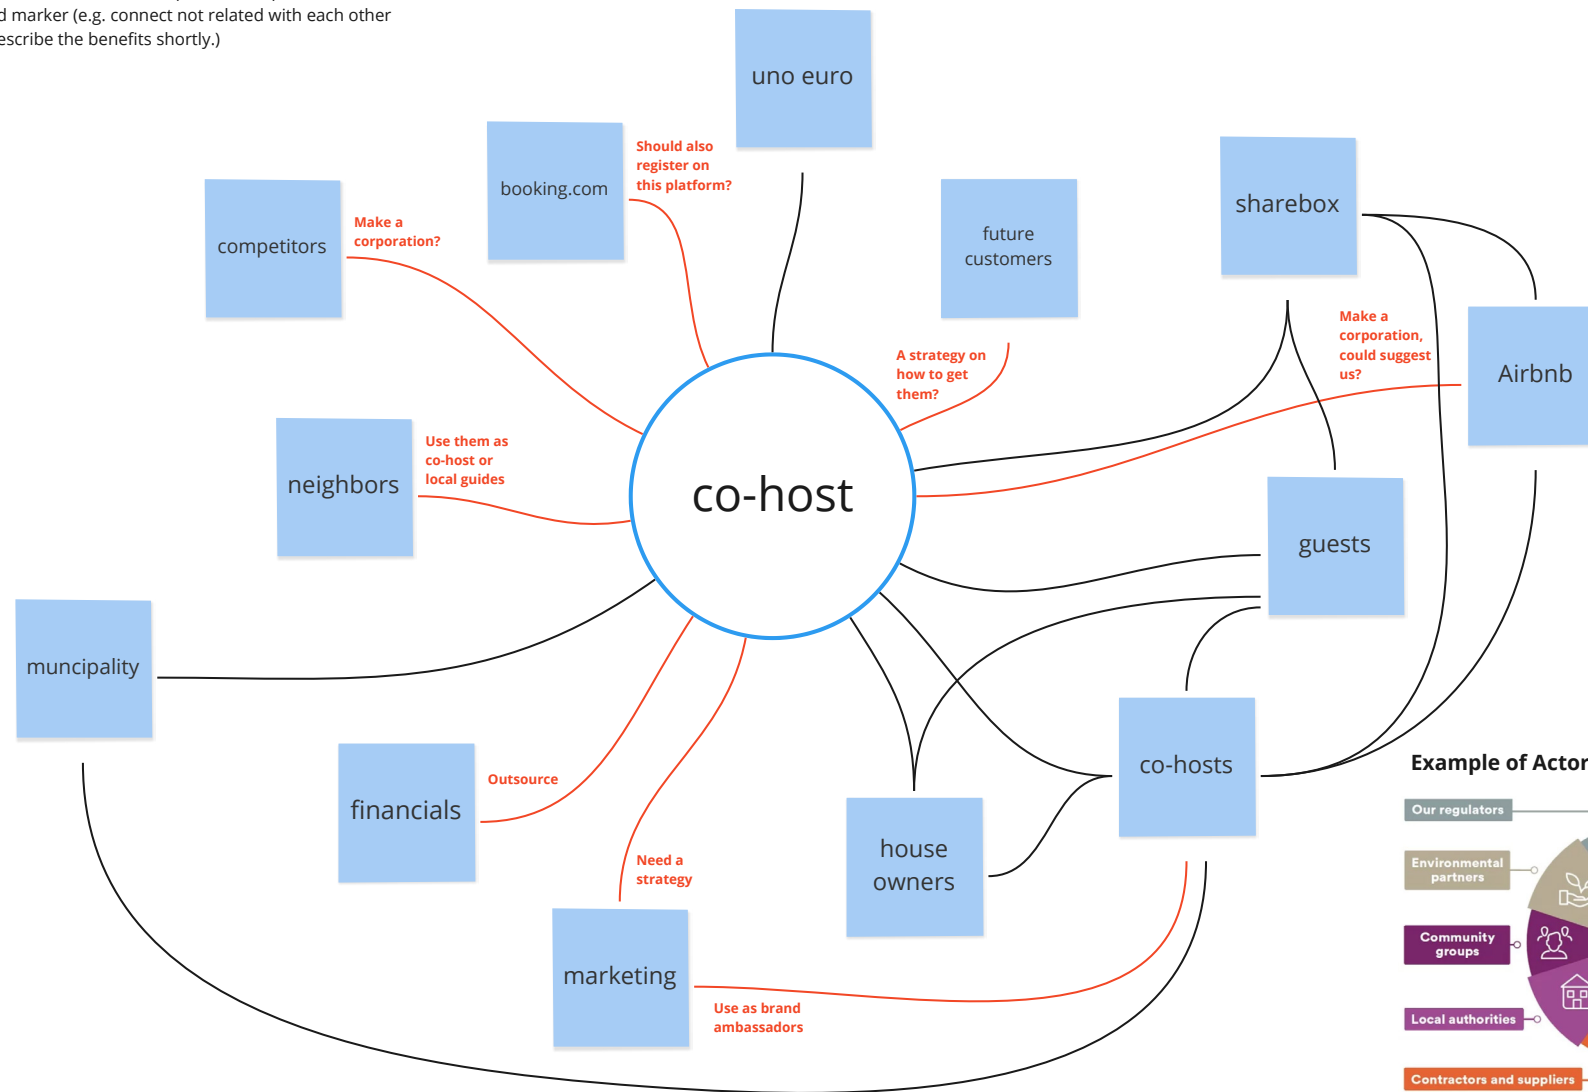 d marker (e.g. connect not related with each other
escribe the benefits shortly.)
uno euro
booking.com
Should also
register on
this platform?
competitors
Make a
corporation?
future
customers
A strategy on
how to get
them?
sharebox
Make a
corporation,
could suggest
us?
Airbnb
neighbors
Use them as
co-host or
local guides
co-host
guests
muncipality
financials
Outsource
Need a
strategy
marketing
Use as brand
ambassadors
house
owners
co-hosts
Example of Actor
Our regulators
Environmental
partners
Community
groups
Local authorities
Contractors and suppliers